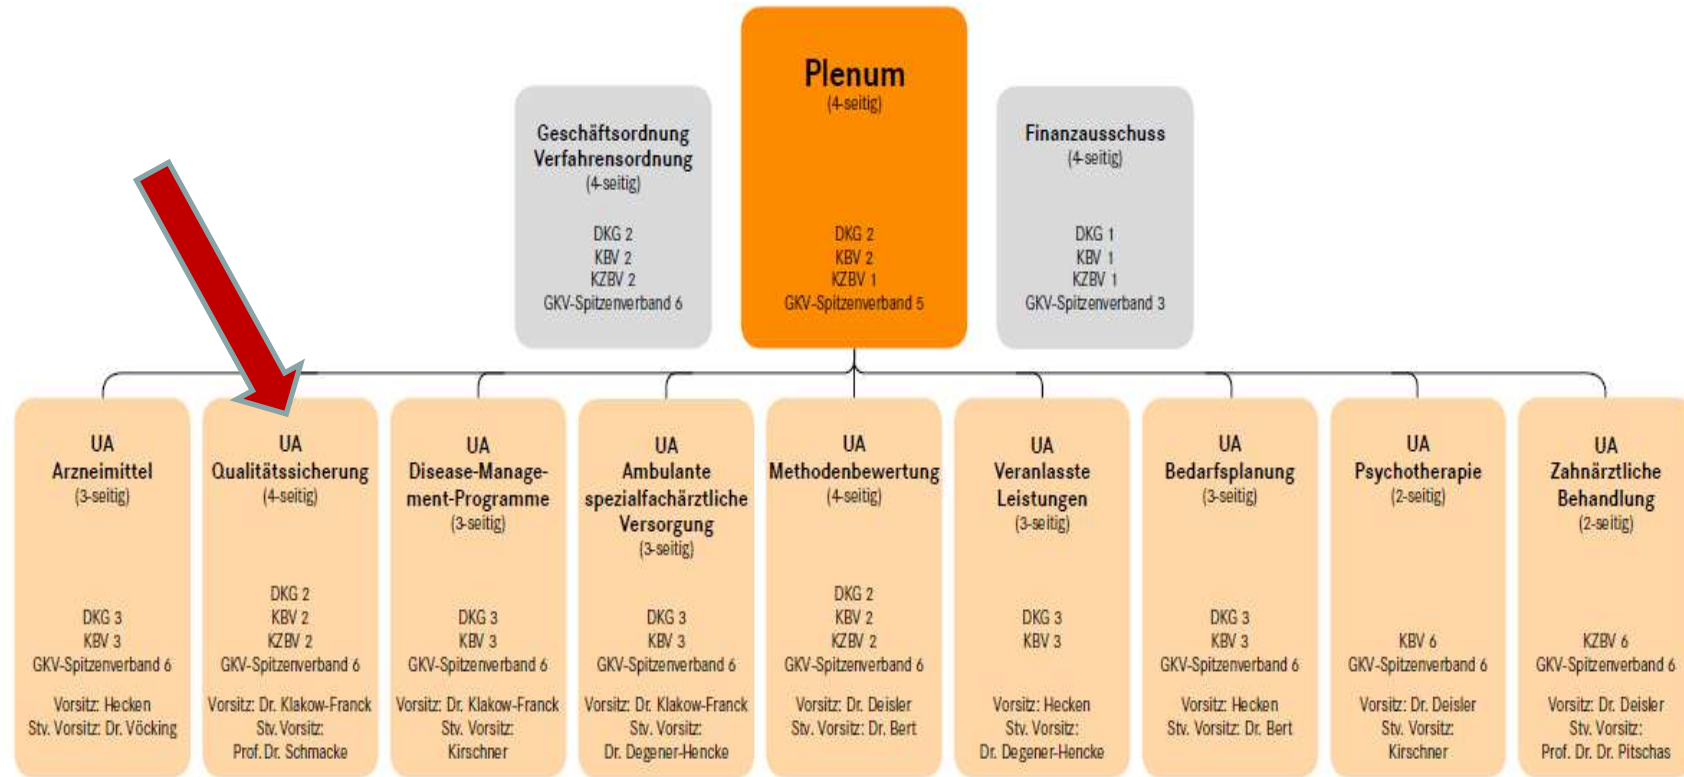 Plenum
(4-seitig)
DKG 2
KBV 2
KZBV 1
GKV-Spitzenverband 5
Geschäftsordnung
Verfahrensordnung
(4-seitig)
DKG 2
KBV 2
KZBV 2
GKV-Spitzenverband 6
Finanzausschuss
(4-seitig)
DKG 1
KBV 1
KZBV 1
GKV-Spitzenverband 3
UA
Arzneimittel
(3-seitig)
DKG 3
KBV 3
GKV-Spitzenverband 6
Vorsitz: Hecken
Stv. Vorsitz: Dr. Vöcking
UA
Qualitätssicherung
(4-seitig)
DKG 2
KBV 2
KZBV 2
GKV-Spitzenverband 6
Vorsitz: Dr. Klakow-Franck
Stv. Vorsitz:
Prof. Dr. Schmacke
UA
Disease-Manage-
ment-Programme
(3-seitig)
DKG 3
KBV 3
GKV-Spitzenverband 6
Vorsitz: Dr. Klakow-Franck
Stv. Vorsitz:
Kirschner
UA
Ambulante
spezialfachärztliche
Versorgung
(3-seitig)
DKG 3
KBV 3
GKV-Spitzenverband 6
Vorsitz: Dr. Klakow-Franck
Stv. Vorsitz:
Dr. Degener-Hencke
UA
Methodenbewertung
(4-seitig)
DKG 2
KBV 2
KZBV 2
GKV-Spitzenverband 6
Vorsitz: Dr. Deisler
Stv. Vorsitz: Dr. Bert
UA
Veranlasste
Leistungen
(3-seitig)
DKG 3
KBV 3
Vorsitz: Hecken
Stv. Vorsitz:
Dr. Degener-Hencke
UA
Bedarfsplanung
(3-seitig)
DKG 3
KBV 3
GKV-Spitzenverband 6
Vorsitz: Hecken
Stv. Vorsitz: Dr. Bert
UA
Psychotherapie
(2-seitig)
KBV 6
GKV-Spitzenverband 6
Vorsitz: Dr. Deisler
Stv. Vorsitz:
Kirschner
UA
Zahnärztliche
Behandlung
(2-seitig)
KZBV 6
GKV-Spitzenverband 6
Vorsitz: Dr. Deisler
Stv. Vorsitz:
Prof. Dr. Dr. Pitschas